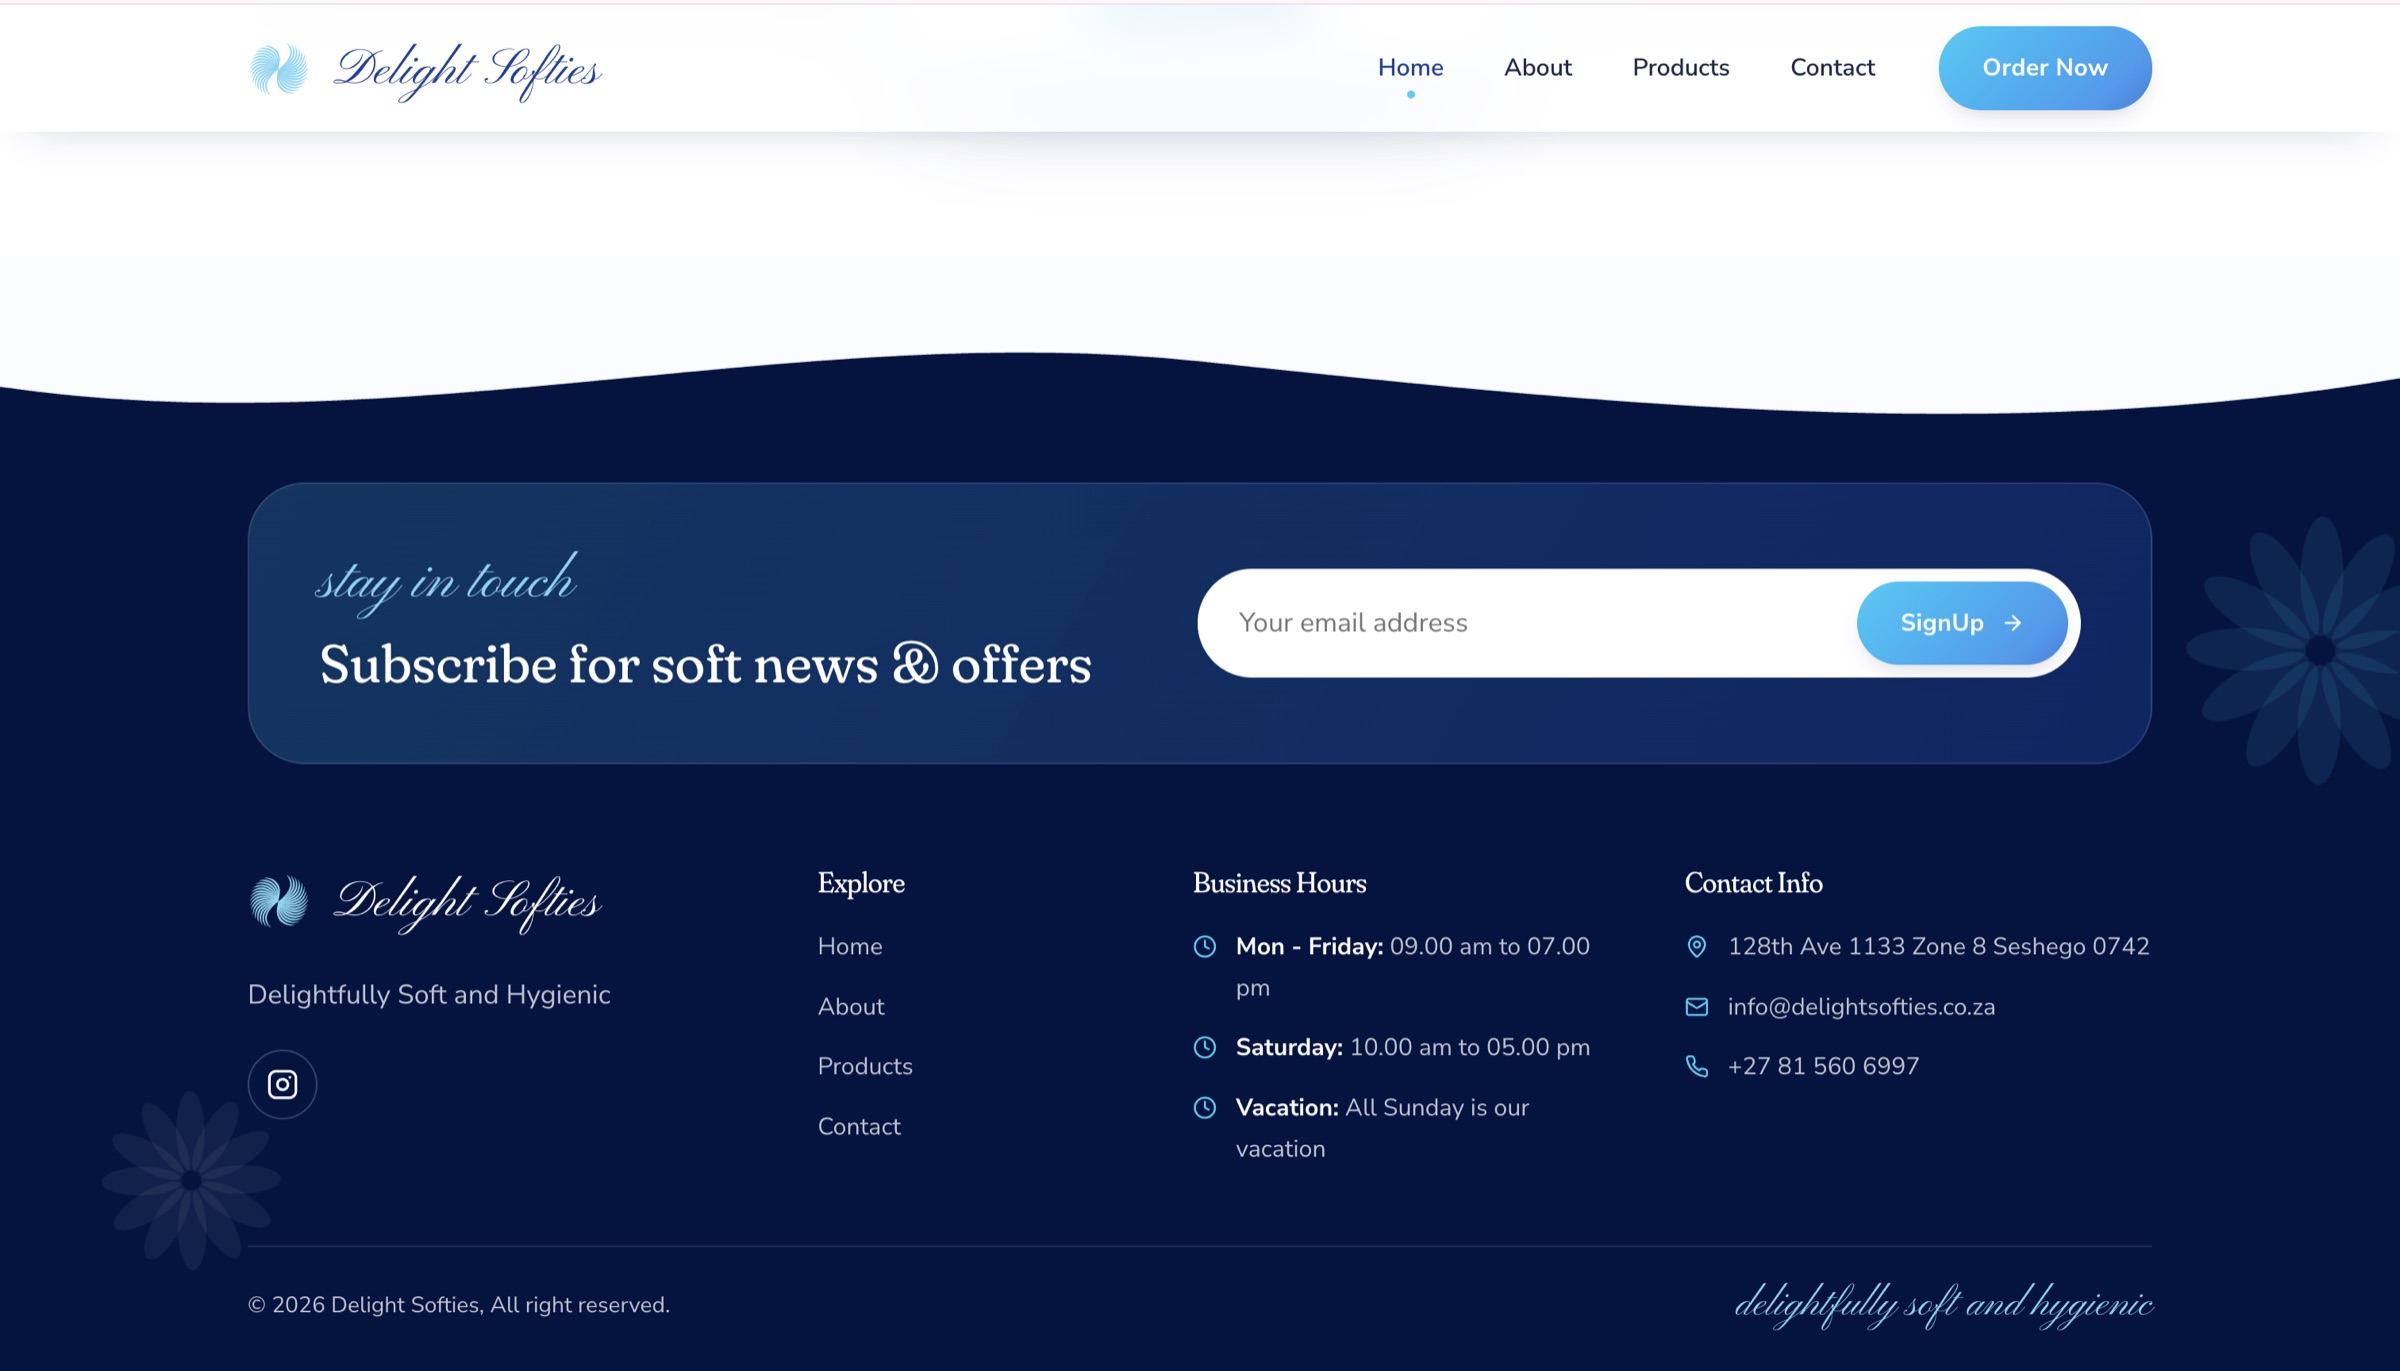 Delight Softies
Home
About
Products
Contact
Order Now
stay in touch
Subscribe for soft news & offers
Your email address
SignUp
Delight Softies
Delightfully Soft and Hygienic
Explore
Home
About
Products
Contact
Business Hours
Mon - Friday: 09.00 am to 07.00
pm
Saturday: 10.00 am to 05.00 pm
Vacation: All Sunday is our
vacation
Contact Info
128th Ave 1133 Zone 8 Seshego 0742
info@delightsofties.co.za
+27 81 560 6997
© 2026 Delight Softies, All right reserved.
delightfully soft and hygienic